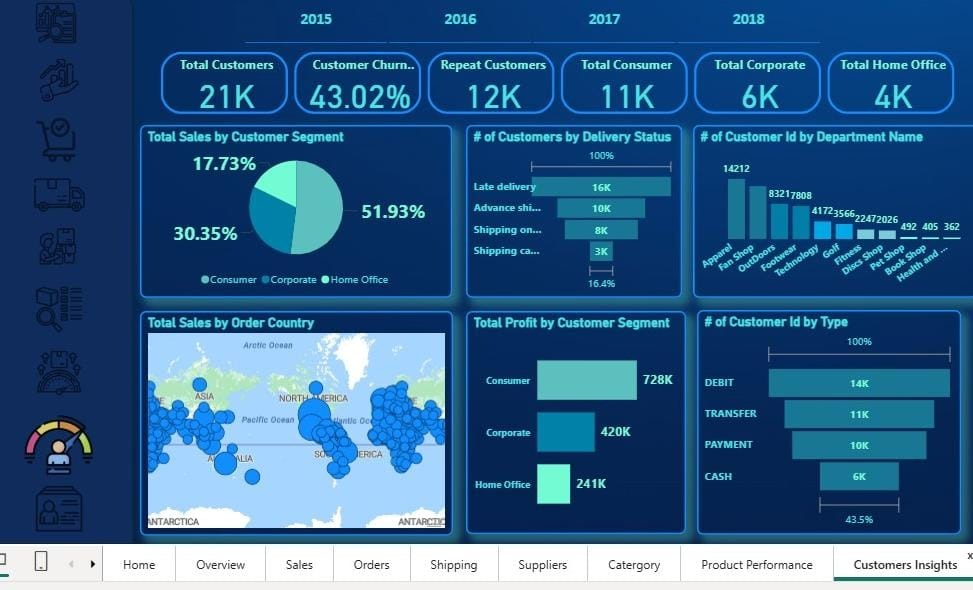 2015 2016 2017 2018
Total Customers Customer Churn.. Repeat Customers Total Consumer Total Corporate Total Home Office
21K 43.02% 12K 11K 6K 4K
Total Sales by Customer Segment
17.73%
51.93%
30.35%
Consumer Corporate Home Office
# of Customers by Delivery Status
100%
Late delivery 16K
Advance shi... 10K
Shipping on... 8K
Shipping ca... 3K
16.4%
# of Customer Id by Department Name
14212
8321 7808
4172 3566
2247 2026
492 405 362
Apparel Fan Shop OutDoors Footwear Technology Golf Fitness Discs Shop Pet Shop Book Shop Health and ...
Total Sales by Order Country
Arctic Ocean
ASIA NORTH AMERICA
Pacific Ocean
ANTARCTICA
Total Profit by Customer Segment
Consumer 728K
Corporate 420K
Home Office 241K
# of Customer Id by Type
100%
DEBIT 14K
TRANSFER 11K
PAYMENT 10K
CASH 6K
43.5%
Home Overview Sales Orders Shipping Suppliers Catergory Product Performance Customers Insights